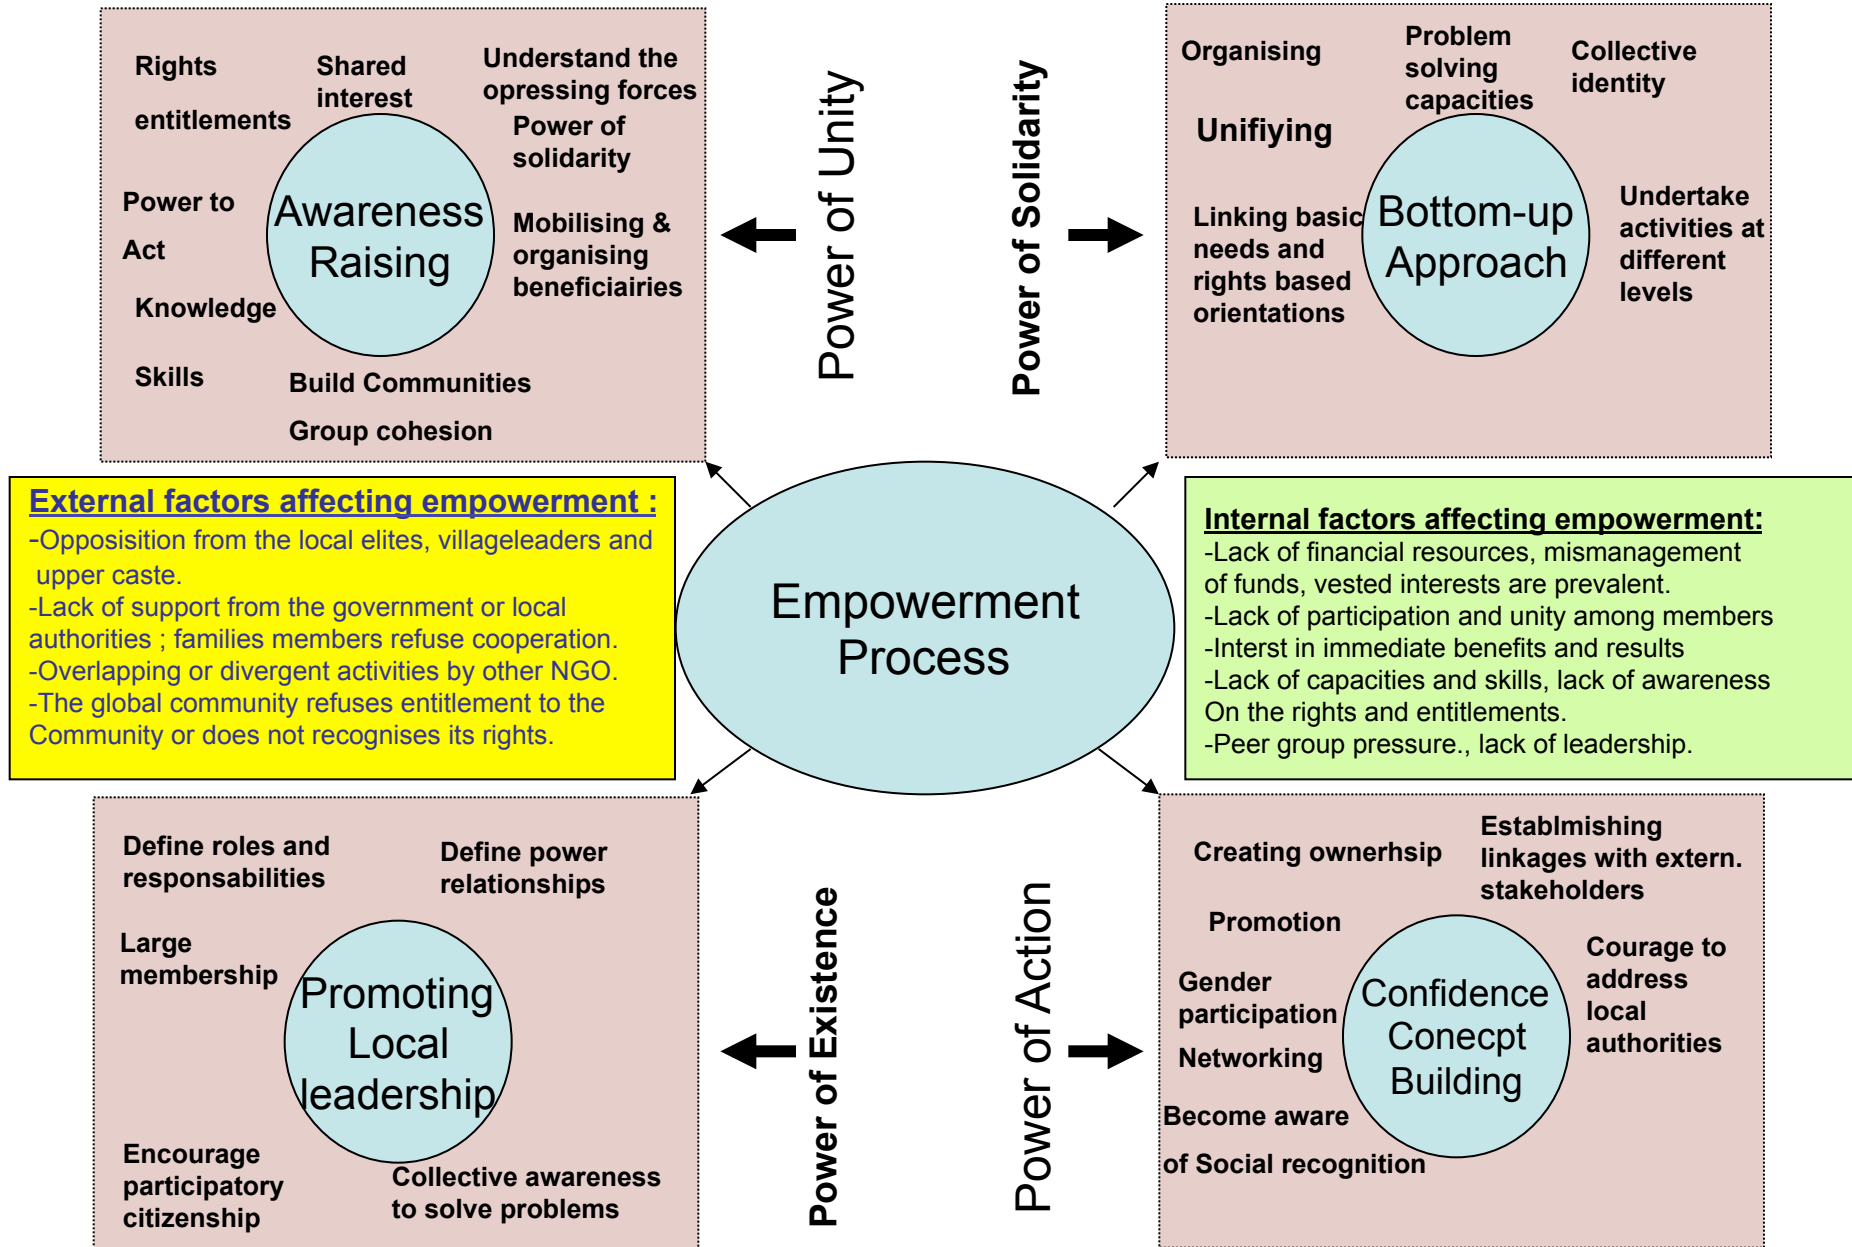 Rights
entitlements
Shared
interest
Understand the
opressing forces
Power of
solidarity
Power to
Act
Awareness
Raising
Mobilising &
organising
beneficiairies
Knowledge
Skills
Build Communities
Group cohesion
Power of Unity
Power of Solidarity
Organising
Problem
solving
capacities
Collective
identity
Unifiying
Linking basic
needs and
rights based
orientations
Bottom-up
Approach
Undertake
activities at
different
levels
External factors affecting empowerment :
-Opposisition from the local elites, villageleaders and
upper caste.
-Lack of support from the government or local
authorities ; families members refuse cooperation.
-Overlapping or divergent activities by other NGO.
-The global community refuses entitlement to the
Community or does not recognises its rights.
Empowerment
Process
Internal factors affecting empowerment:
-Lack of financial resources, mismanagement
of funds, vested interests are prevalent.
-Lack of participation and unity among members
-Interst in immediate benefits and results
-Lack of capacities and skills, lack of awareness
On the rights and entitlements.
-Peer group pressure., lack of leadership.
Define roles and
responsabilities
Define power
relationships
Large
membership
Promoting
Local
leadership
Encourage
participatory
citizenship
Collective awareness
to solve problems
Power of Existence
Power of Action
Creating ownerhsip
Establmishing
linkages with extern.
stakeholders
Promotion
Gender
participation
Networking
Confidence
Conecpt
Building
Courage to
address
local
authorities
Become aware
of Social recognition